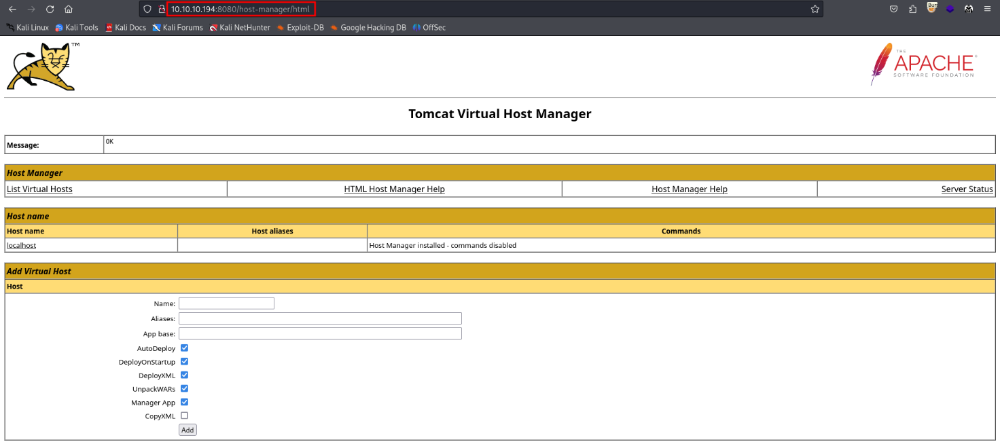 10.10.10.194:8080/host-manager/html
Kali Linux Kali Tools Kali Docs Kali Forums Kali NetHunter Exploit-DB Google Hacking DB OffSec
TM
THE
APACHE
SOFTWARE FOUNDATION
Tomcat Virtual Host Manager
Message: OK
Host Manager
List Virtual Hosts HTML Host Manager Help Host Manager Help Server Status
Host name
Host name Host aliases Commands
localhost Host Manager installed - commands disabled
Add Virtual Host
Host
Name:
Aliases:
App base:
AutoDeploy
DeployOnStartup
DeployXML
UnpackWARs
Manager App
CopyXML
Add